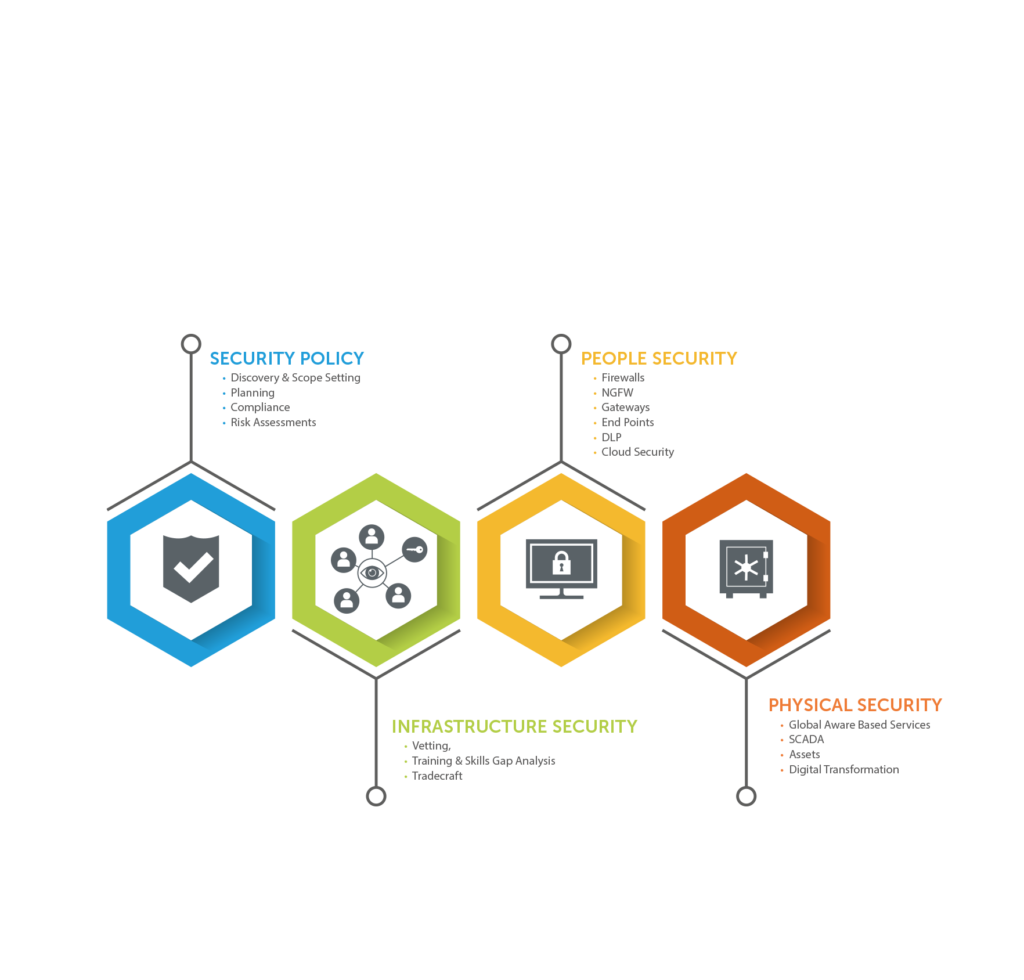 SECURITY POLICY
• Discovery & Scope Setting
• Planning
• Compliance
• Risk Assessments
PEOPLE SECURITY
• Firewalls
• NGFW
• Gateways
• End Points
• DLP
• Cloud Security
INFRASTRUCTURE SECURITY
• Vetting,
• Training & Skills Gap Analysis
• Tradecraft
PHYSICAL SECURITY
• Global Aware Based Services
• SCADA
• Assets
• Digital Transformation